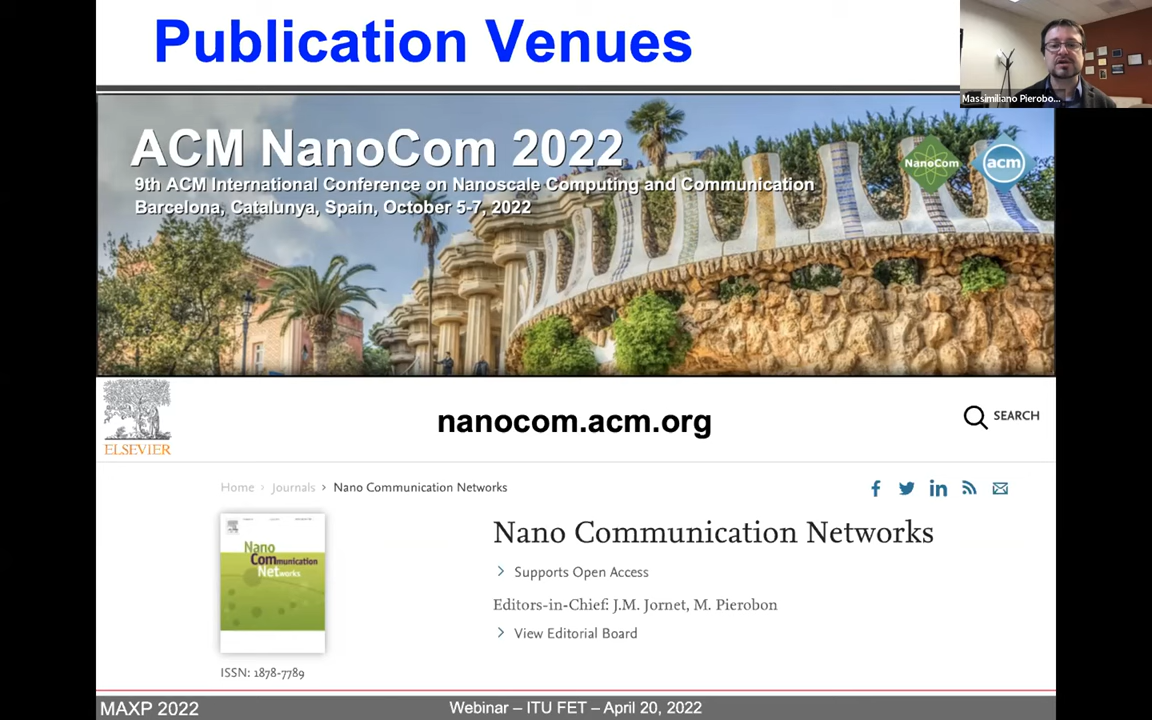 Publication Venues
Massimiliano Pierobo...
ACM NanoCom 2022
NanoCom
acm
9th ACM International Conference on Nanoscale Computing and Communication
Barcelona, Catalunya, Spain, October 5-7, 2022
ELSEVIER
nanocom.acm.org
SEARCH
Home > Journals > Nano Communication Networks
Nano Communication Networks
Nano
Communication
Networks
Supports Open Access
Editors-in-Chief: J.M. Jornet, M. Pierobon
View Editorial Board
ISSN: 1878-7789
MAXP 2022
Webinar – ITU FET – April 20, 2022